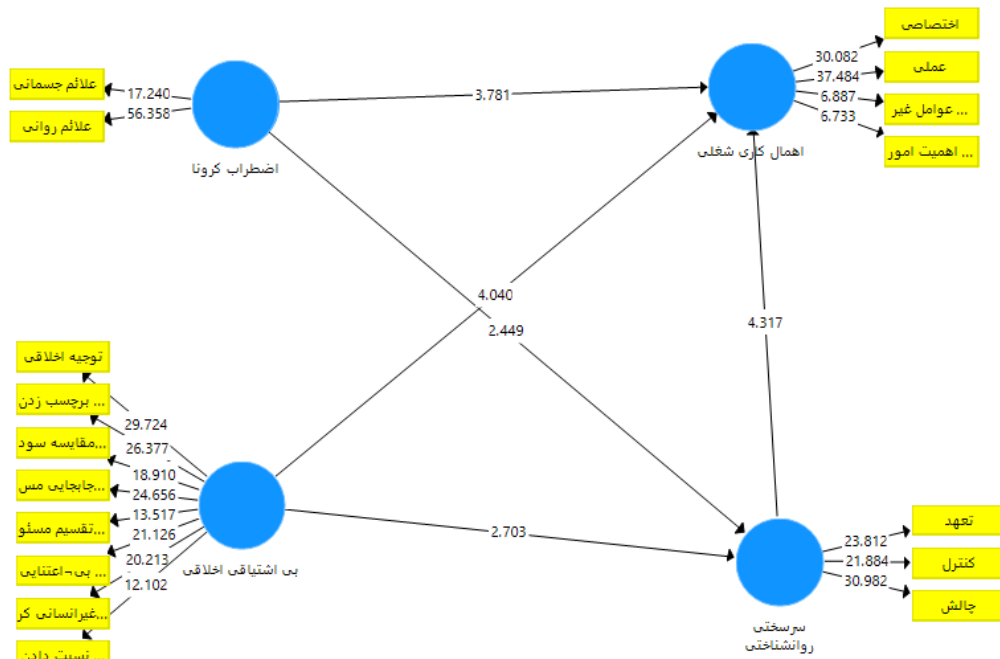 اختصاصی
30.082
عملی
37.484
6.887
عوامل غیر ...
6.733
اهمیت امور ...
اهمال کاری شغلی
علائم جسمانی
17.240
علائم روانی
56.358
اضطراب کرونا
3.781
4.040
2.449
4.317
توجیه اخلاقی
برچسب زدن ...
مقایسه سود...
جابجایی مس...
تقسیم مسئو...
بی¬اعتنایی ...
غیرانسانی کر...
نسبت دادن ...
29.724
26.377
18.910
24.656
13.517
21.126
20.213
12.102
بی اشتیاقی اخلاقی
2.703
تعهد
23.812
کنترل
21.884
چالش
30.982
سرسختی
روانشناختی